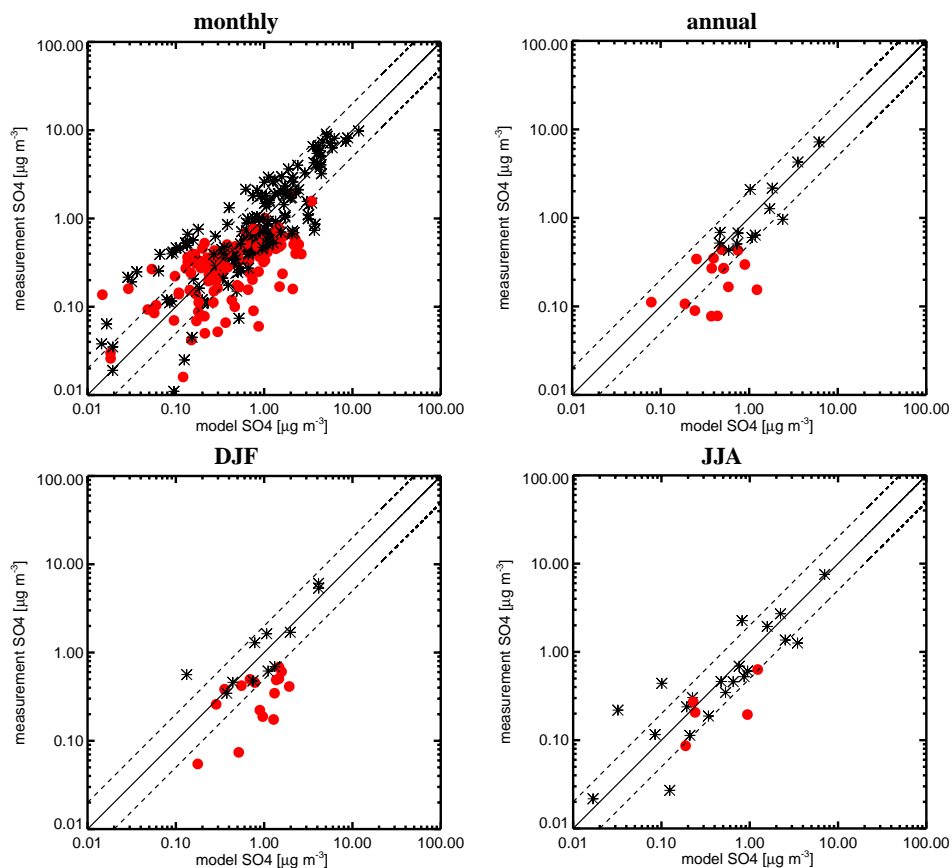 monthly
100.00
10.00
1.00
0.10
0.01
measurement SO4 [µg m⁻³]
0.01 0.10 1.00 10.00 100.00
model SO4 [µg m⁻³]
annual
100.00
10.00
1.00
0.10
0.01
measurement SO4 [µg m⁻³]
0.01 0.10 1.00 10.00 100.00
model SO4 [µg m⁻³]
DJF
100.00
10.00
1.00
0.10
0.01
measurement SO4 [µg m⁻³]
0.01 0.10 1.00 10.00 100.00
model SO4 [µg m⁻³]
JJA
100.00
10.00
1.00
0.10
0.01
measurement SO4 [µg m⁻³]
0.01 0.10 1.00 10.00 100.00
model SO4 [µg m⁻³]